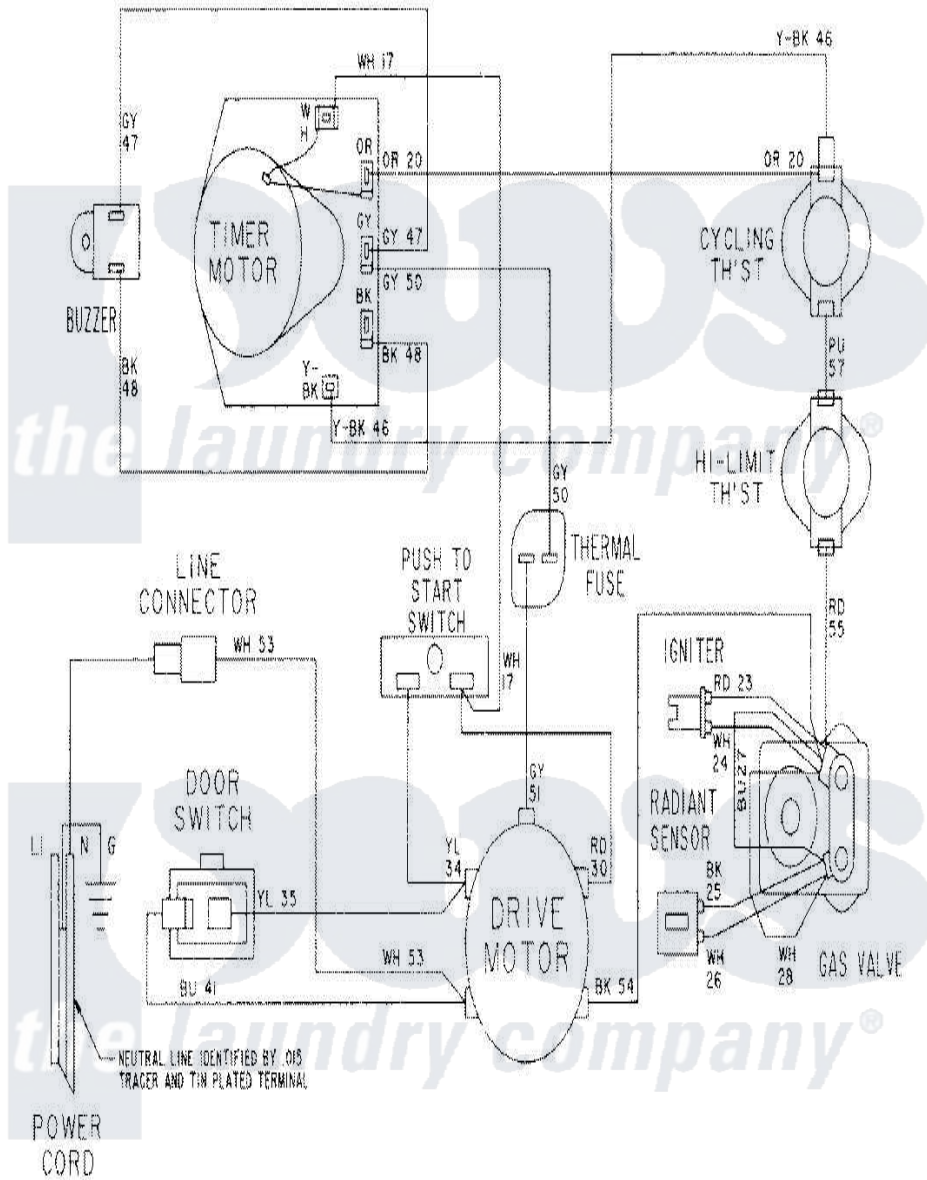 Y-BK 46
WH 17
GY
47
W
H
OR
OR 20
OR 20
TIMER
MOTOR
GY
GY 47
GY 50
CYCLING
TH'ST
BUZZER
BK
BK 48
PU
57
BK
48
Y-
BK
Y-BK 46
the laundry company®
HI-LIMIT
TH'ST
GY
50
THERMAL
FUSE
LINE
CONNECTOR
PUSH TO
START
SWITCH
RD
55
WH 53
WH
17
IGNITER
RD 23
WH
24
BU27
GY
51
DOOR
SWITCH
RADIANT
SENSOR
L1
N
G
YL
34
RD
30
BK
25
YL 35
DRIVE
MOTOR
WH 53
BU 41
BK 54
WH
26
WH
28
GAS VALVE
the laundry company®
NEUTRAL LINE IDENTIFIED BY .015
TRACER AND TIN PLATED TERMINAL
POWER
CORD